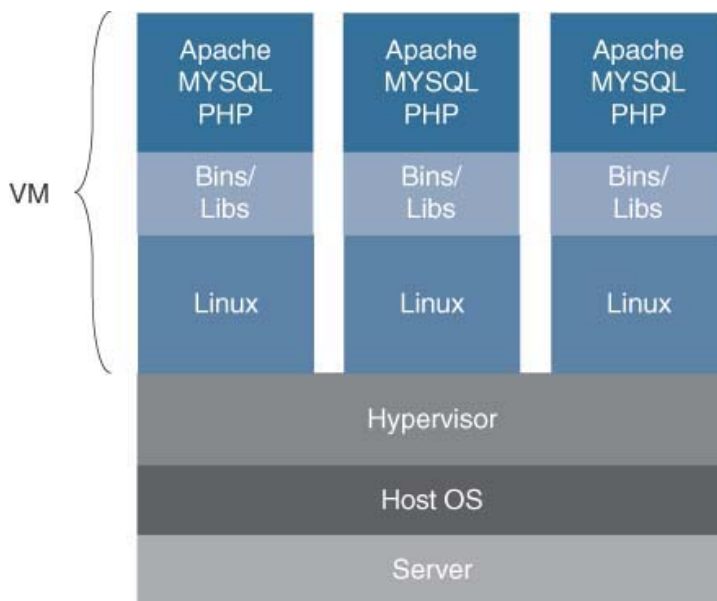 VM
Apache
MYSQL
PHP
Bins/
Libs
Linux
Apache
MYSQL
PHP
Bins/
Libs
Linux
Apache
MYSQL
PHP
Bins/
Libs
Linux
Hypervisor
Host OS
Server